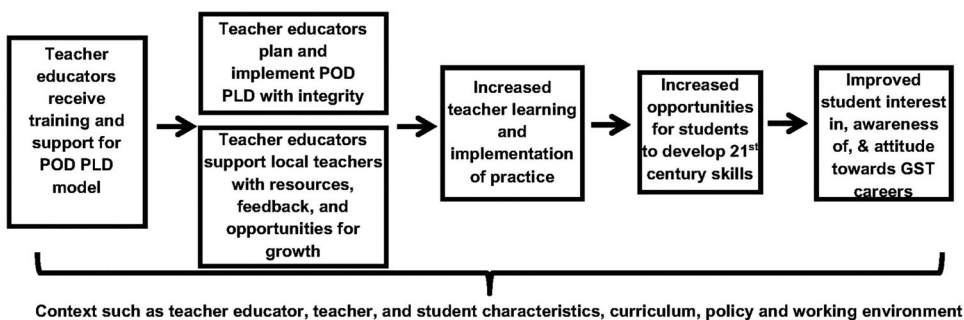 Teacher
educators
receive
training and
support for
POD PLD
model
Teacher educators
plan and
implement POD
PLD with integrity
Teacher educators
support local teachers
with resources,
feedback, and
opportunities for
growth
Increased
teacher learning
and
implementation
of practice
Increased
opportunities
for students
to develop 21st
century skills
Improved
student interest
in, awareness
of, & attitude
towards GST
careers
Context such as teacher educator, teacher, and student characteristics, curriculum, policy and working environment